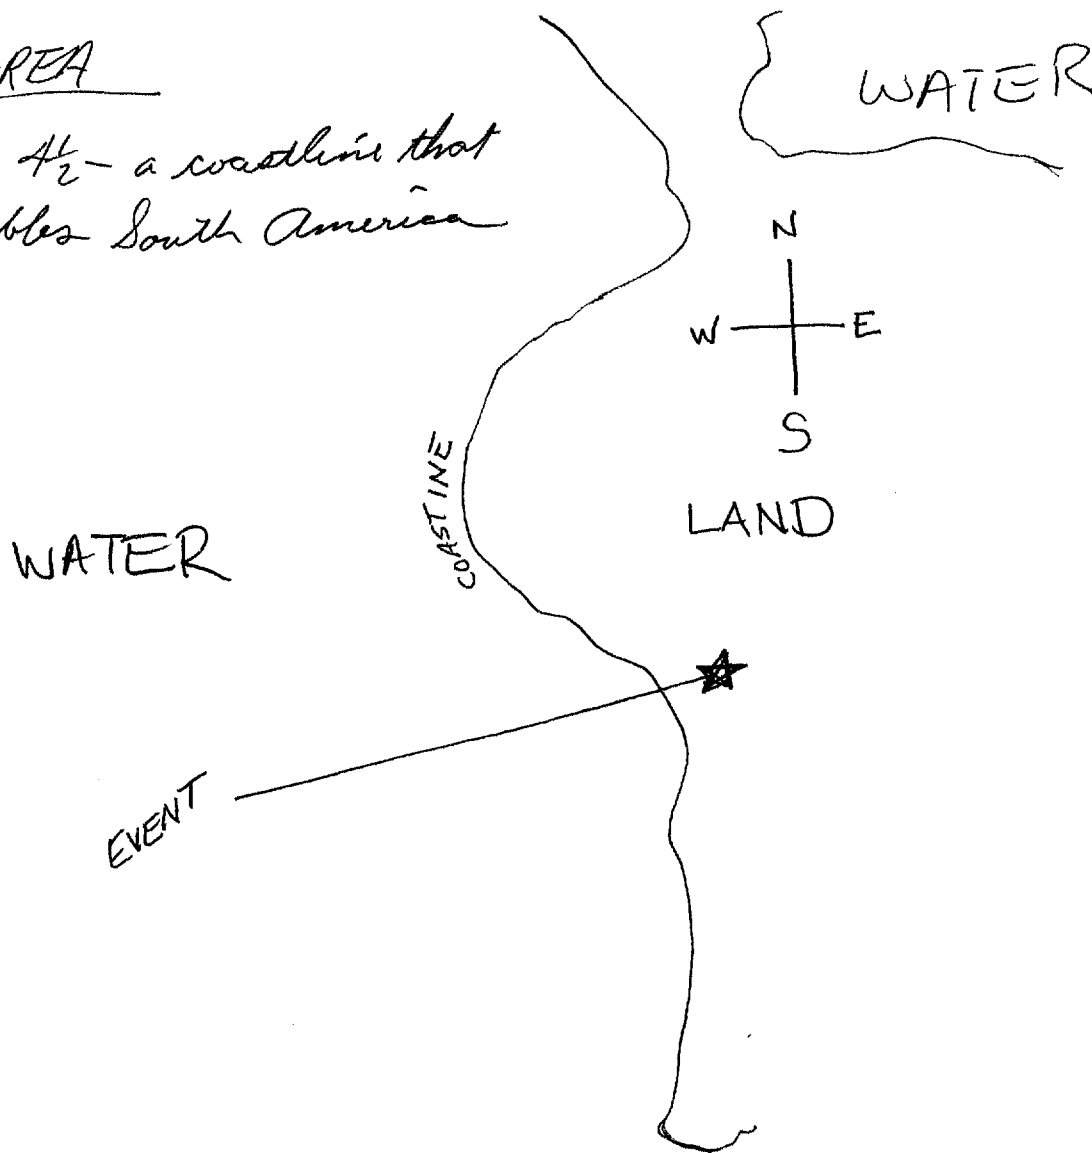 REA
WATER
4½ – a coastline that
bles South America
N
W E
S
COASTINE
LAND
WATER
EVENT